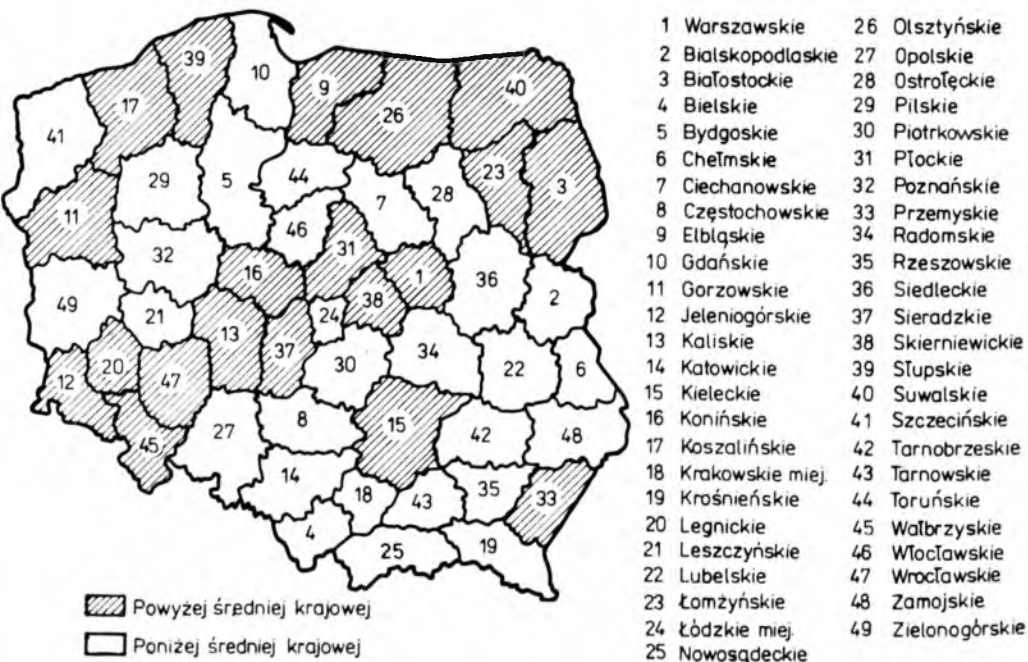 39
10
9
40
17
26
41
23
3
29
5
44
28
7
11
46
32
31
16
1
36
49
38
2
21
13
24
37
34
20
30
22
6
12
47
15
8
42
48
45
27
14
18
43
35
33
4
25
19
Powyżej średniej krajowej
Poniżej średniej krajowej
1 Warszawskie
2 Bialskopodlaskie
3 Białostockie
4 Bielskie
5 Bydgoskie
6 Chełmskie
7 Ciechanowskie
8 Częstochowskie
9 Elbląskie
10 Gdańskie
11 Gorzowskie
12 Jeleniogórskie
13 Kaliskie
14 Katowickie
15 Kieleckie
16 Konińskie
17 Koszalińskie
18 Krakowskie miej.
19 Krośnieńskie
20 Legnickie
21 Leszczyńskie
22 Lubelskie
23 Łomżyńskie
24 Łódzkie miej.
25 Nowosądeckie
26 Olsztyńskie
27 Opolskie
28 Ostrołęckie
29 Pilskie
30 Piotrkowskie
31 Płockie
32 Poznańskie
33 Przemyskie
34 Radomskie
35 Rzeszowskie
36 Siedleckie
37 Sieradzkie
38 Skierniewickie
39 Słupskie
40 Suwalskie
41 Szczecińskie
42 Tarnobrzeskie
43 Tarnowskie
44 Toruńskie
45 Wałbrzyskie
46 Włocławskie
47 Wrocławskie
48 Zamojskie
49 Zielonogórskie